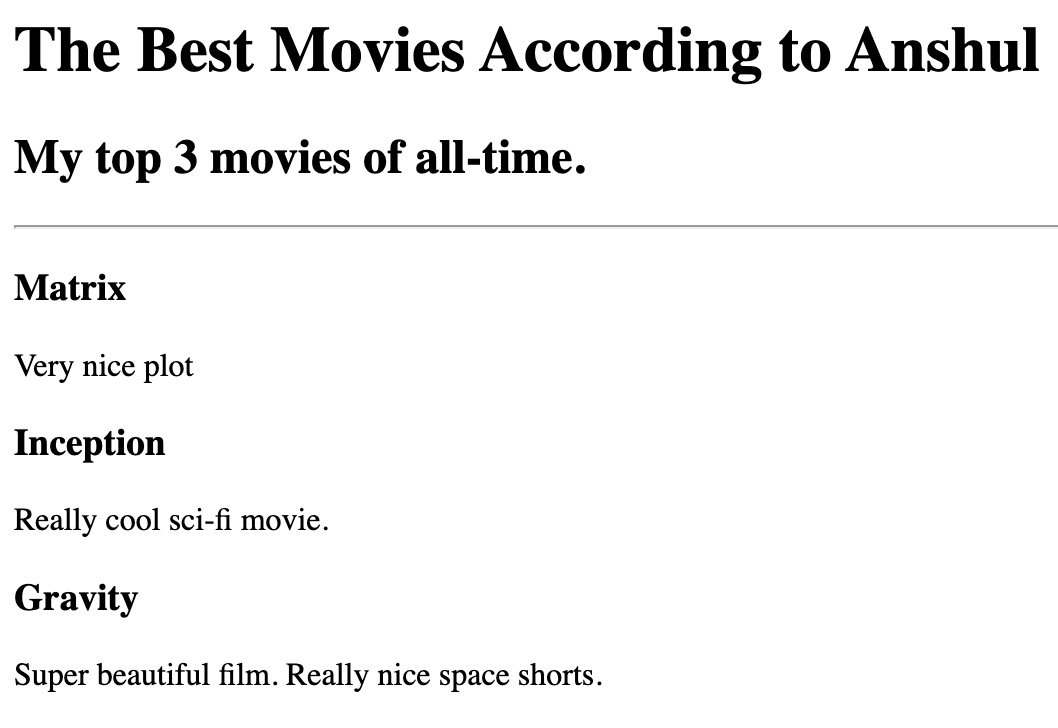 The Best Movies According to Anshul
My top 3 movies of all-time.
Matrix
Very nice plot
Inception
Really cool sci-fi movie.
Gravity
Super beautiful film. Really nice space shorts.